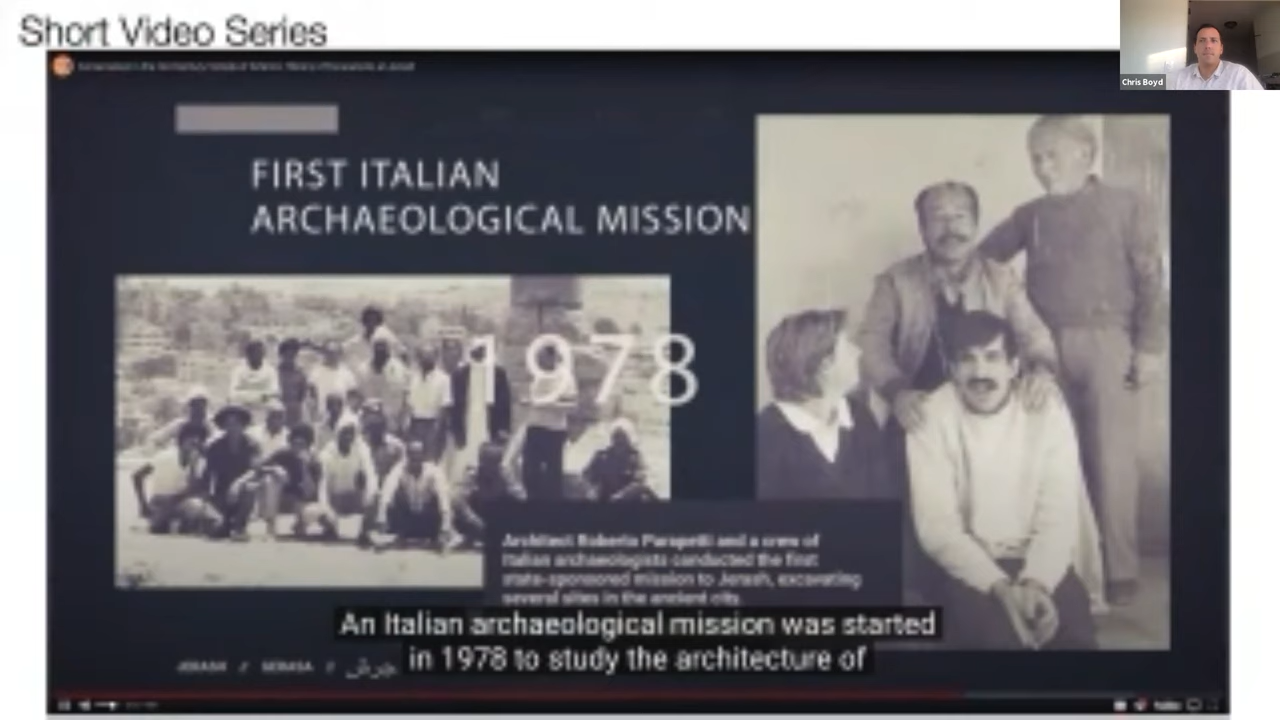 Short Video Series
Chris Boyd
FIRST ITALIAN
ARCHAEOLOGICAL MISSION
1978
Architect Roberto Parapetti and a crew of
Italian archaeologists conducted the first
state-sponsored mission to Jerash, excavating
several sites in the ancient city.
An Italian archaeological mission was started
in 1978 to study the architecture of
JERASH // GERASA // جرش